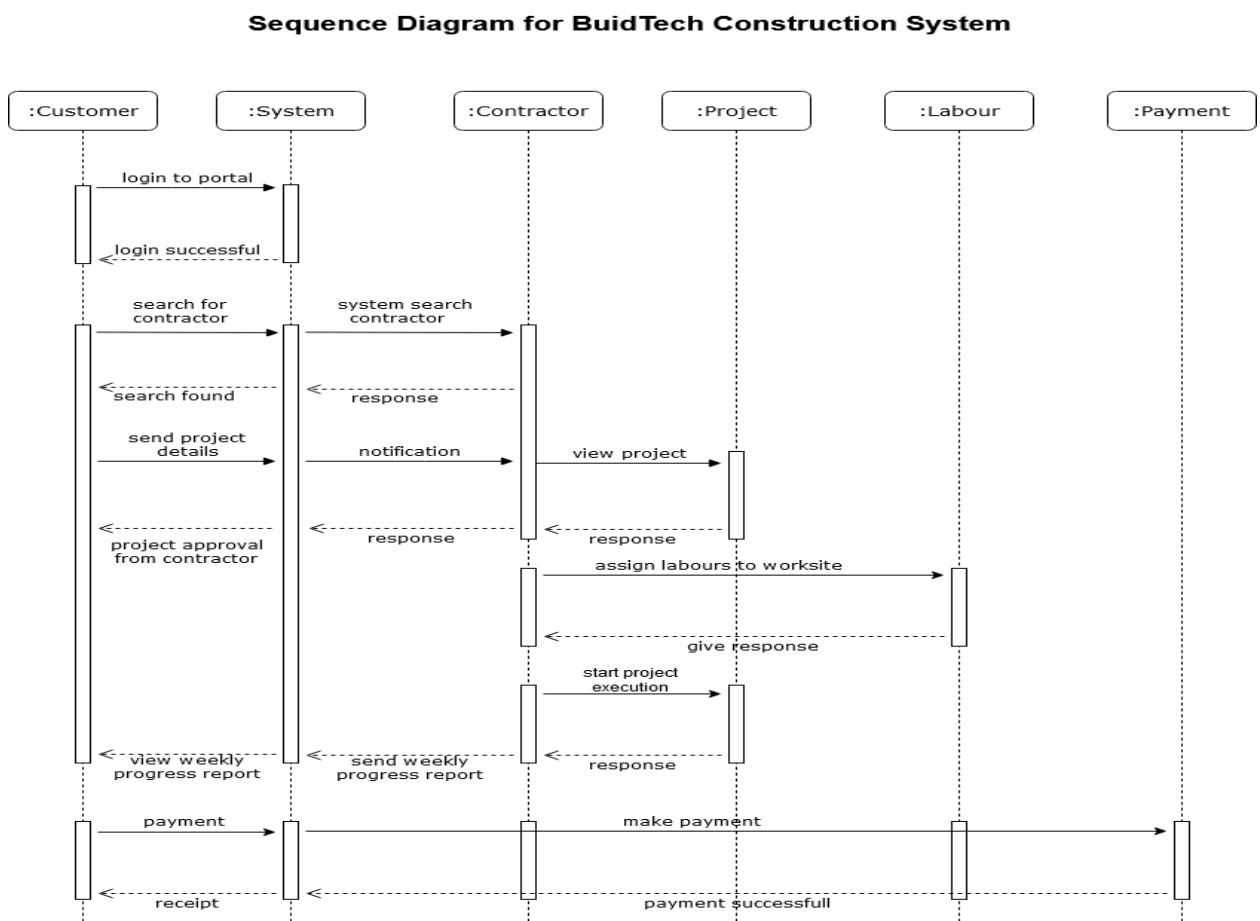 Sequence Diagram for BuidTech Construction System
:Customer
:System
:Contractor
:Project
:Labour
:Payment
login to portal
login successful
search for
contractor
system search
contractor
search found
response
send project
details
notification
view project
project approval
from contractor
response
response
assign labours to worksite
give response
start project
execution
view weekly
progress report
send weekly
progress report
response
payment
make payment
receipt
payment successfull